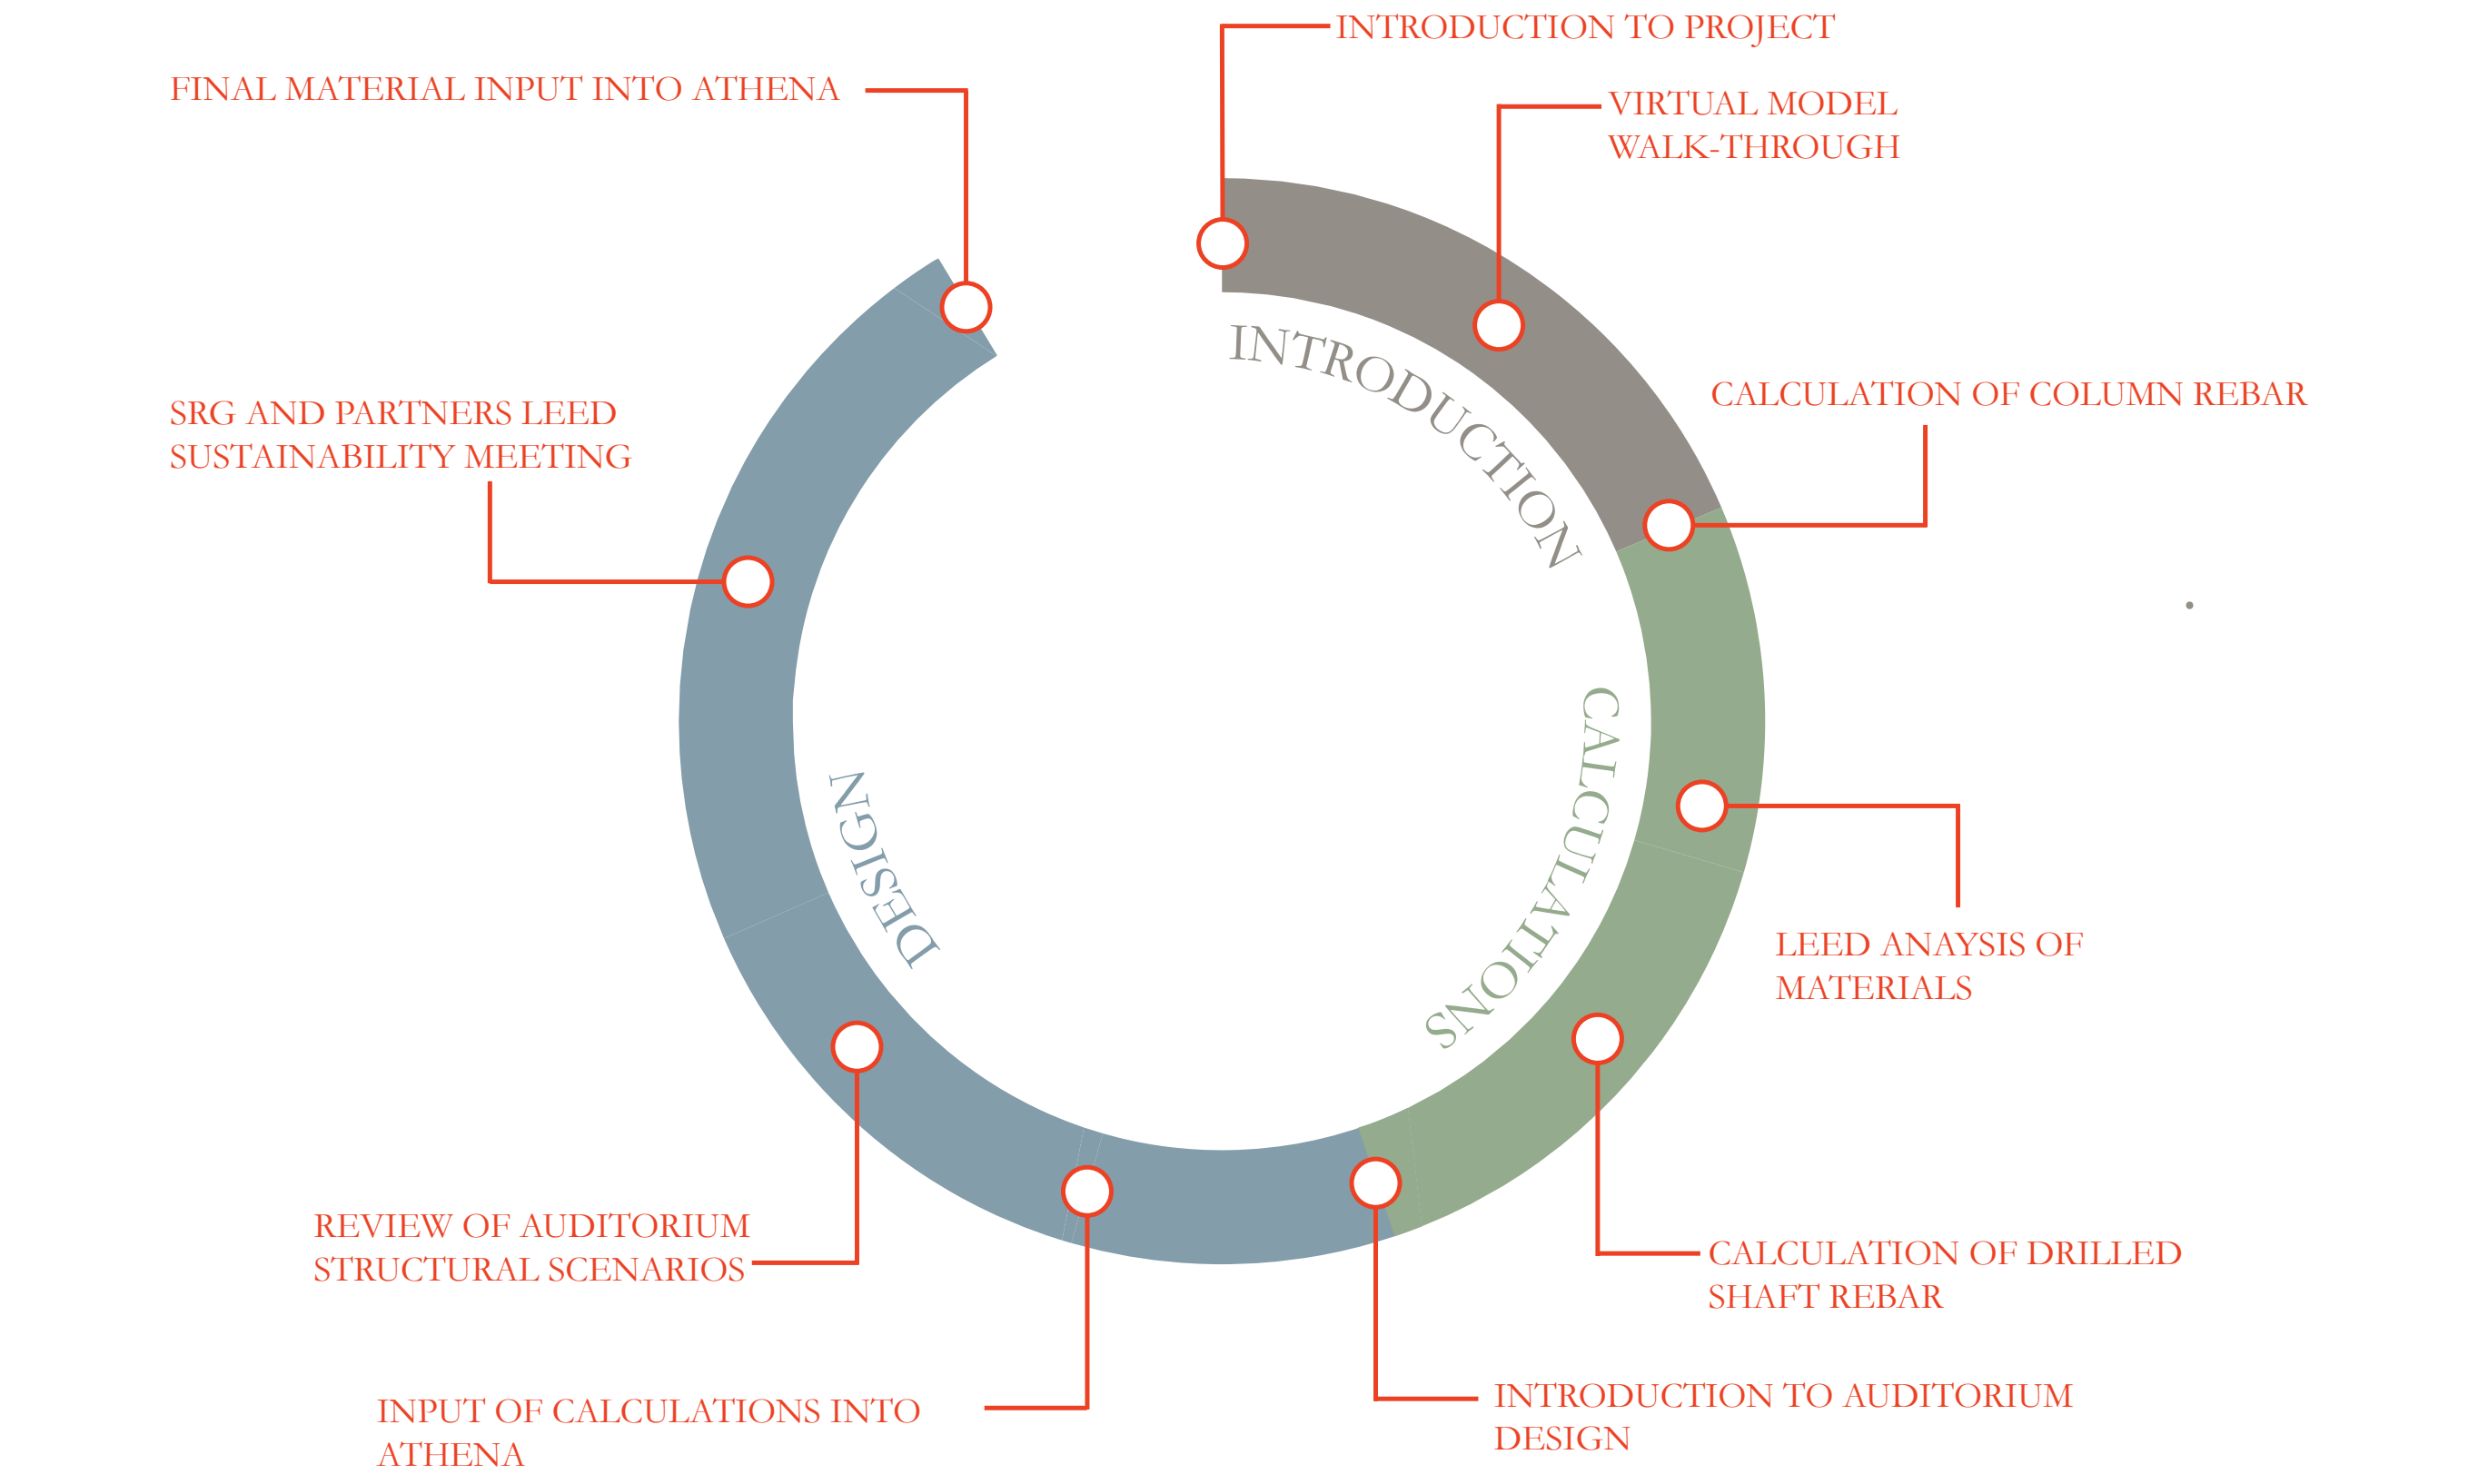 INTRODUCTION TO PROJECT
VIRTUAL MODEL
WALK-THROUGH
CALCULATION OF COLUMN REBAR
LEED ANAYSIS OF
MATERIALS
CALCULATION OF DRILLED
SHAFT REBAR
INTRODUCTION TO AUDITORIUM
DESIGN
INPUT OF CALCULATIONS INTO
ATHENA
REVIEW OF AUDITORIUM
STRUCTURAL SCENARIOS
SRG AND PARTNERS LEED
SUSTAINABILITY MEETING
FINAL MATERIAL INPUT INTO ATHENA
INTRODUCTION
CALCULATIONS
DESIGN